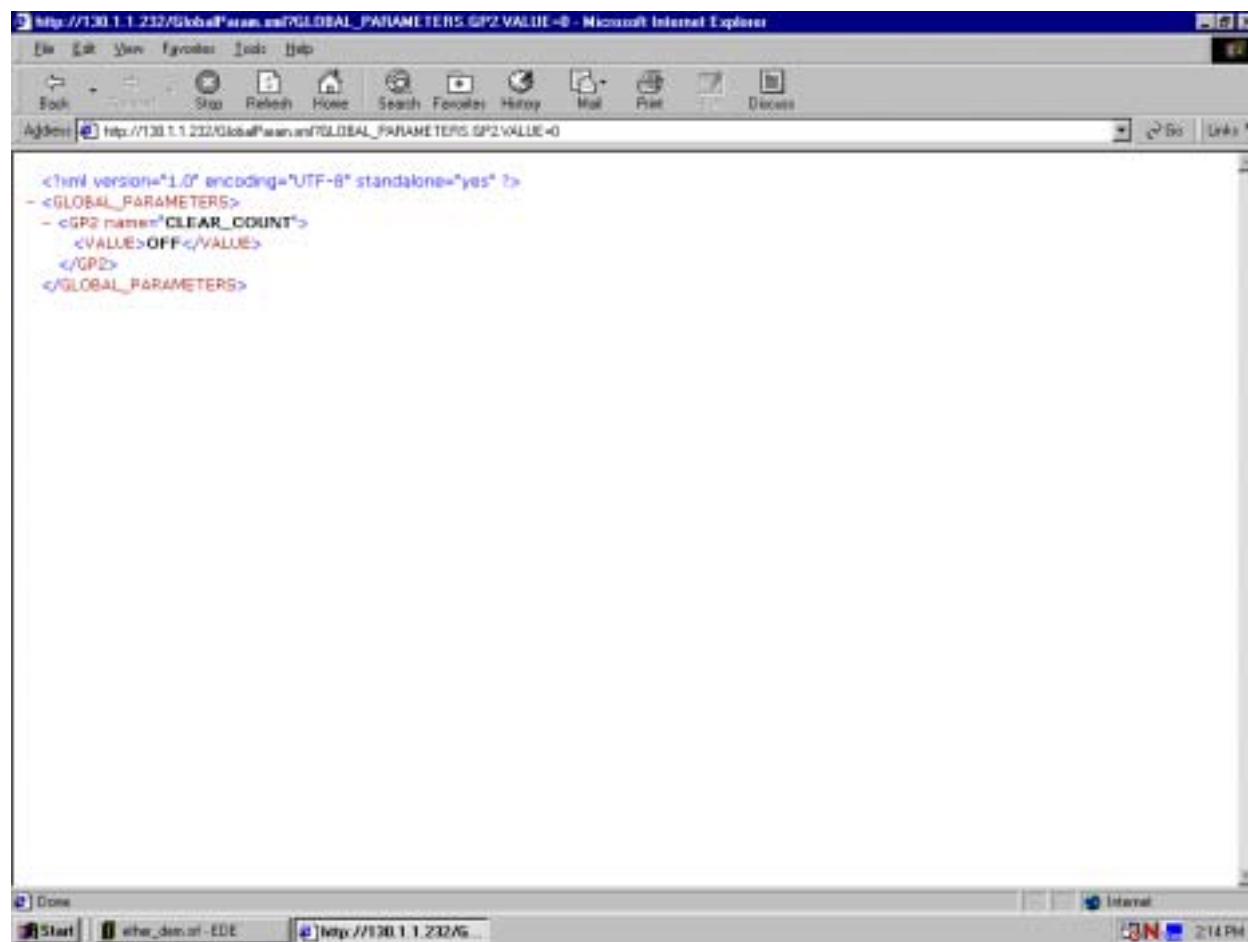 http://130.1.1.232/GlobalParam.xml?GLOBAL_PARAMETERS.GP2.VALUE=0 - Microsoft Internet Explorer
File Edit View Favorites Tools Help
Back Stop Refresh Home Search Favorites History Mail Print Discuss
Address http://130.1.1.232/GlobalParam.xml?GLOBAL_PARAMETERS.GP2.VALUE=0 Go Links
<?xml version="1.0" encoding="UTF-8" standalone="yes" ?>
- <GLOBAL_PARAMETERS>
- <GP2 name="CLEAR_COUNT">
<VALUE>OFF</VALUE>
</GP2>
</GLOBAL_PARAMETERS>
Done Internet
Start - EDE http://130.1.1.232/G... N 2:14 PM